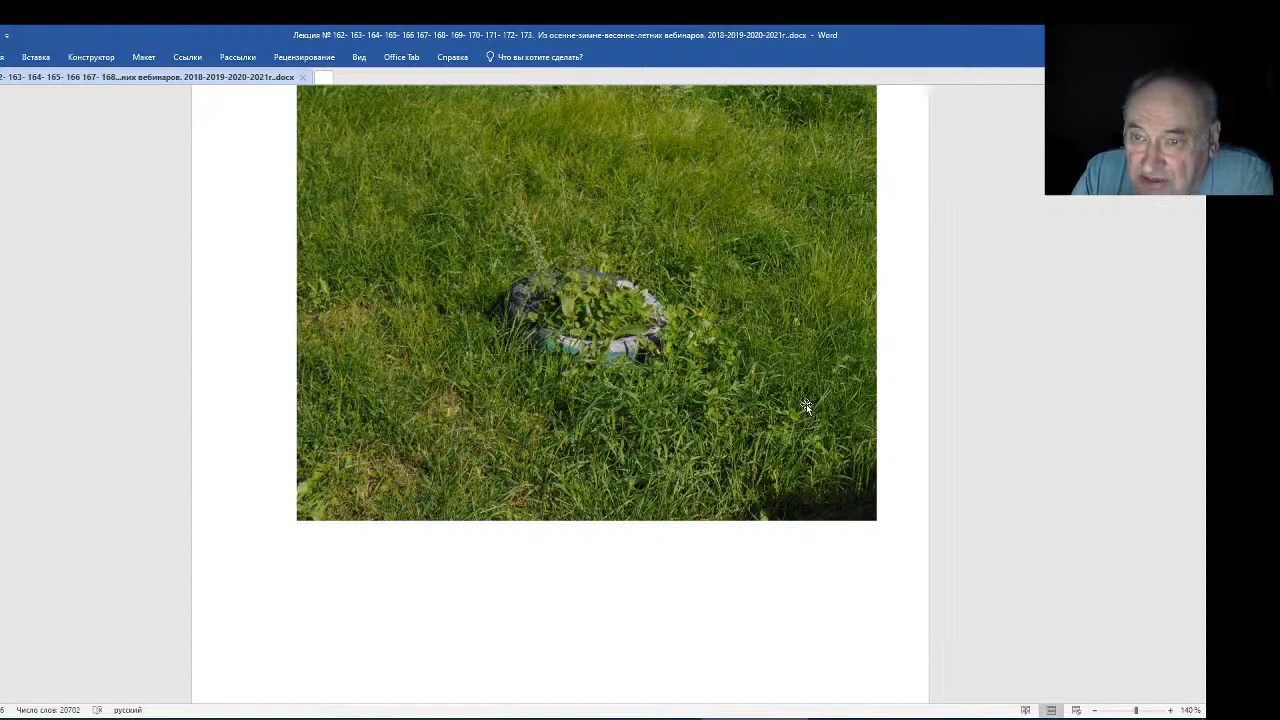 Лекция № 162- 163- 164- 165- 166 167- 168- 169- 170- 171- 172- 173. Из осенне-зимне-весенне-летних вебинаров. 2018-2019-2020-2021г..docx - Word
Вставка Конструктор Макет Ссылки Рассылки Рецензирование Вид Office Tab Справка Что вы хотите сделать?
163- 164- 165- 166 167- 168...них вебинаров. 2018-2019-2020-2021г..docx
Число слов: 20702 русский 140 %